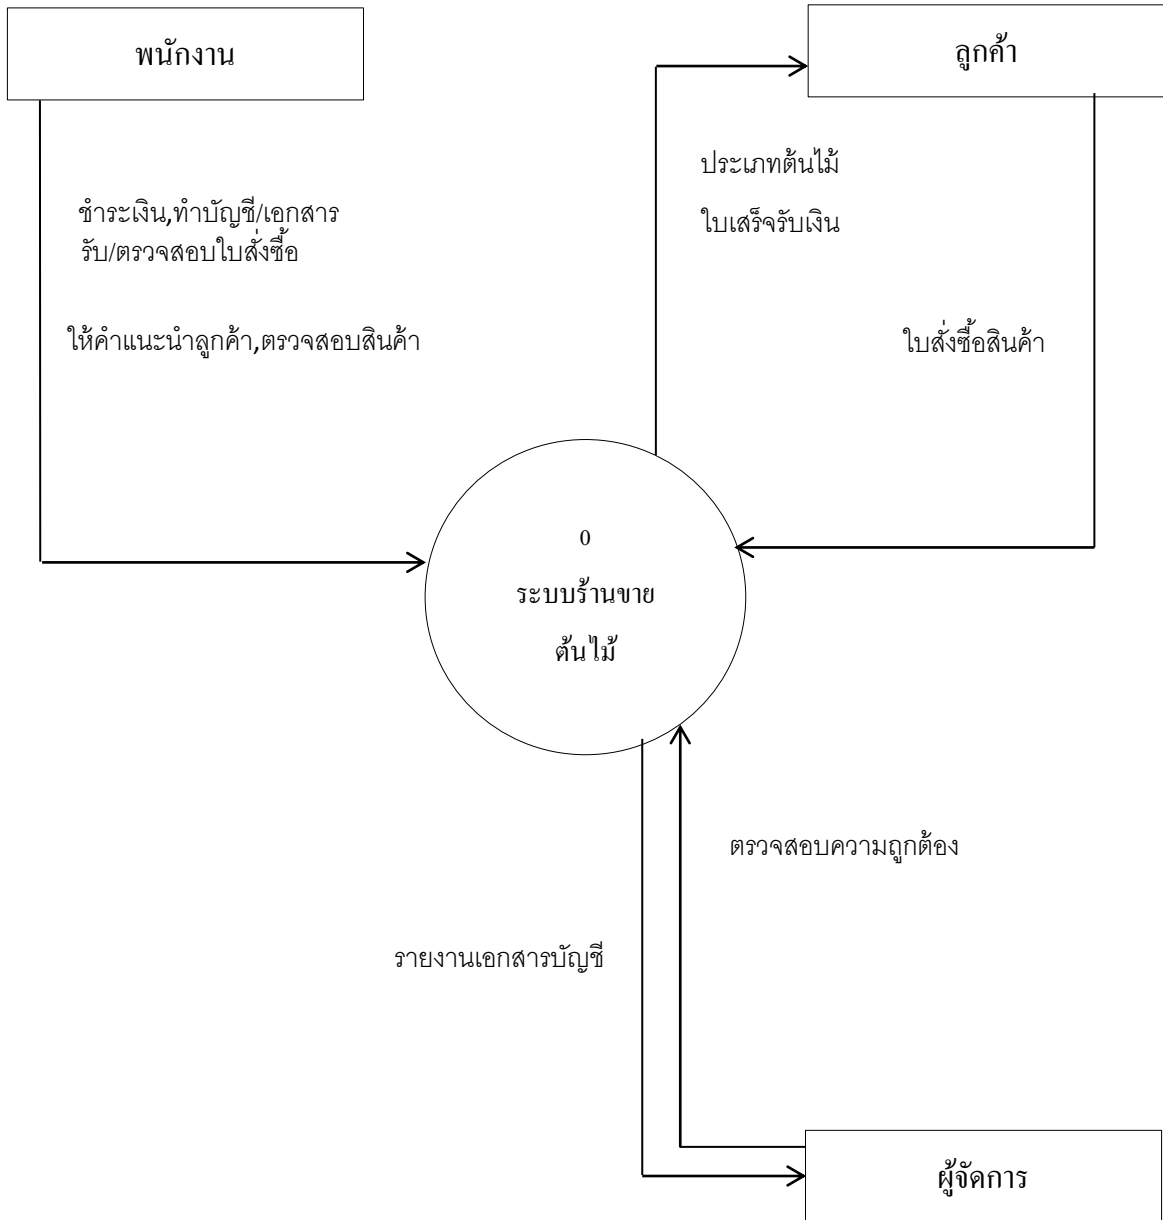 พนักงาน
ลูกค้า
ประเภทต้นไม้
ใบเสร็จรับเงิน
ชำระเงิน,ทำบัญชี/เอกสาร
รับ/ตรวจสอบใบสั่งซื้อ
ให้คำแนะนำลูกค้า,ตรวจสอบสินค้า
ใบสั่งซื้อสินค้า
0
ระบบร้านขาย
ต้นไม้
ตรวจสอบความถูกต้อง
รายงานเอกสารบัญชี
ผู้จัดการ